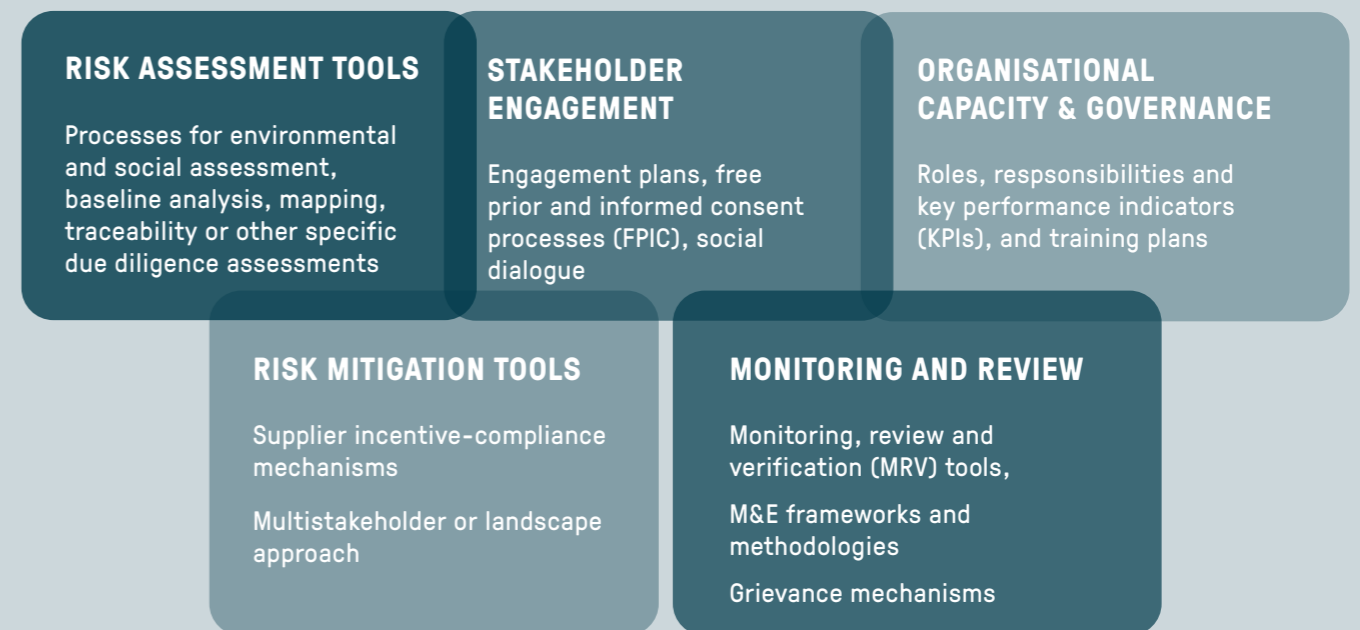 RISK ASSESSMENT TOOLS
Processes for environmental
and social assessment,
baseline analysis, mapping,
traceability or other specific
due diligence assessments
STAKEHOLDER
ENGAGEMENT
Engagement plans, free
prior and informed consent
processes (FPIC), social
dialogue
ORGANISATIONAL
CAPACITY & GOVERNANCE
Roles, respsonsibilities and
key performance indicators
(KPIs), and training plans
RISK MITIGATION TOOLS
Supplier incentive-compliance
mechanisms
Multistakeholder or landscape
approach
MONITORING AND REVIEW
Monitoring, review and
verification (MRV) tools,
M&E frameworks and
methodologies
Grievance mechanisms